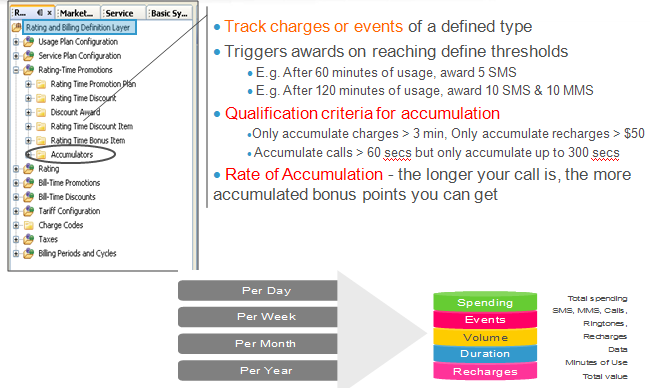 R...
Market...
Service
Basic Sy...
Rating and Billing Definition Layer
Usage Plan Configuration
Service Plan Configuration
Rating-Time Promotions
Rating Time Promotion Plan
Rating Time Discount
Discount Award
Rating Time Discount Item
Rating Time Bonus Item
Accumulators
Rating
Bill-Time Promotions
Bill-Time Discounts
Tariff Configuration
Charge Codes
Taxes
Billing Periods and Cycles
• Track charges or events of a defined type
• Triggers awards on reaching define thresholds
• E.g. After 60 minutes of usage, award 5 SMS
• E.g. After 120 minutes of usage, award 10 SMS & 10 MMS
• Qualification criteria for accumulation
•Only accumulate charges > 3 min, Only accumulate recharges > $50
• Accumulate calls > 60 secs but only accumulate up to 300 secs
• Rate of Accumulation - the longer your call is, the more
accumulated bonus points you can get
Per Day
Per Week
Per Month
Per Year
Spending
Events
Volume
Duration
Recharges
Total spending
SMS, MMS, Calls,
Ringtones,
Recharges
Data
Minutes of Use
Total value